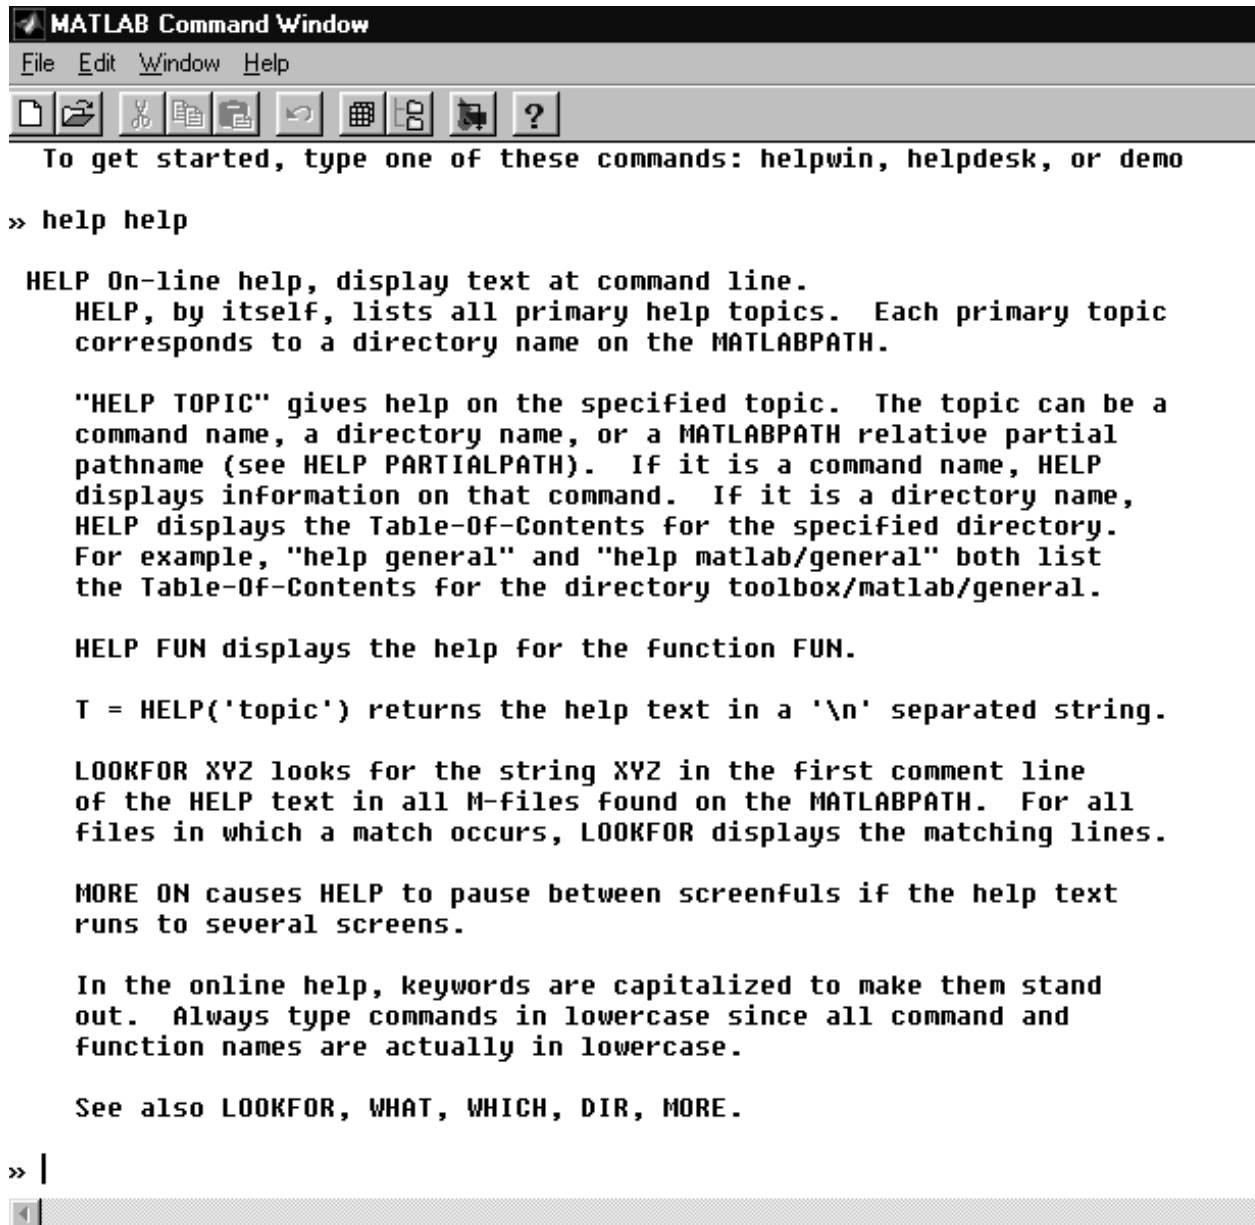 MATLAB Command Window
File Edit Window Help
?
To get started, type one of these commands: helpwin, helpdesk, or demo
» help help
HELP On-line help, display text at command line.
HELP, by itself, lists all primary help topics.  Each primary topic
corresponds to a directory name on the MATLABPATH.
"HELP TOPIC" gives help on the specified topic.  The topic can be a
command name, a directory name, or a MATLABPATH relative partial
pathname (see HELP PARTIALPATH).  If it is a command name, HELP
displays information on that command.  If it is a directory name,
HELP displays the Table-Of-Contents for the specified directory.
For example, "help general" and "help matlab/general" both list
the Table-Of-Contents for the directory toolbox/matlab/general.
HELP FUN displays the help for the function FUN.
T = HELP('topic') returns the help text in a '\n' separated string.
LOOKFOR XYZ looks for the string XYZ in the first comment line
of the HELP text in all M-files found on the MATLABPATH.  For all
files in which a match occurs, LOOKFOR displays the matching lines.
MORE ON causes HELP to pause between screenfuls if the help text
runs to several screens.
In the online help, keywords are capitalized to make them stand
out.  Always type commands in lowercase since all command and
function names are actually in lowercase.
See also LOOKFOR, WHAT, WHICH, DIR, MORE.
»